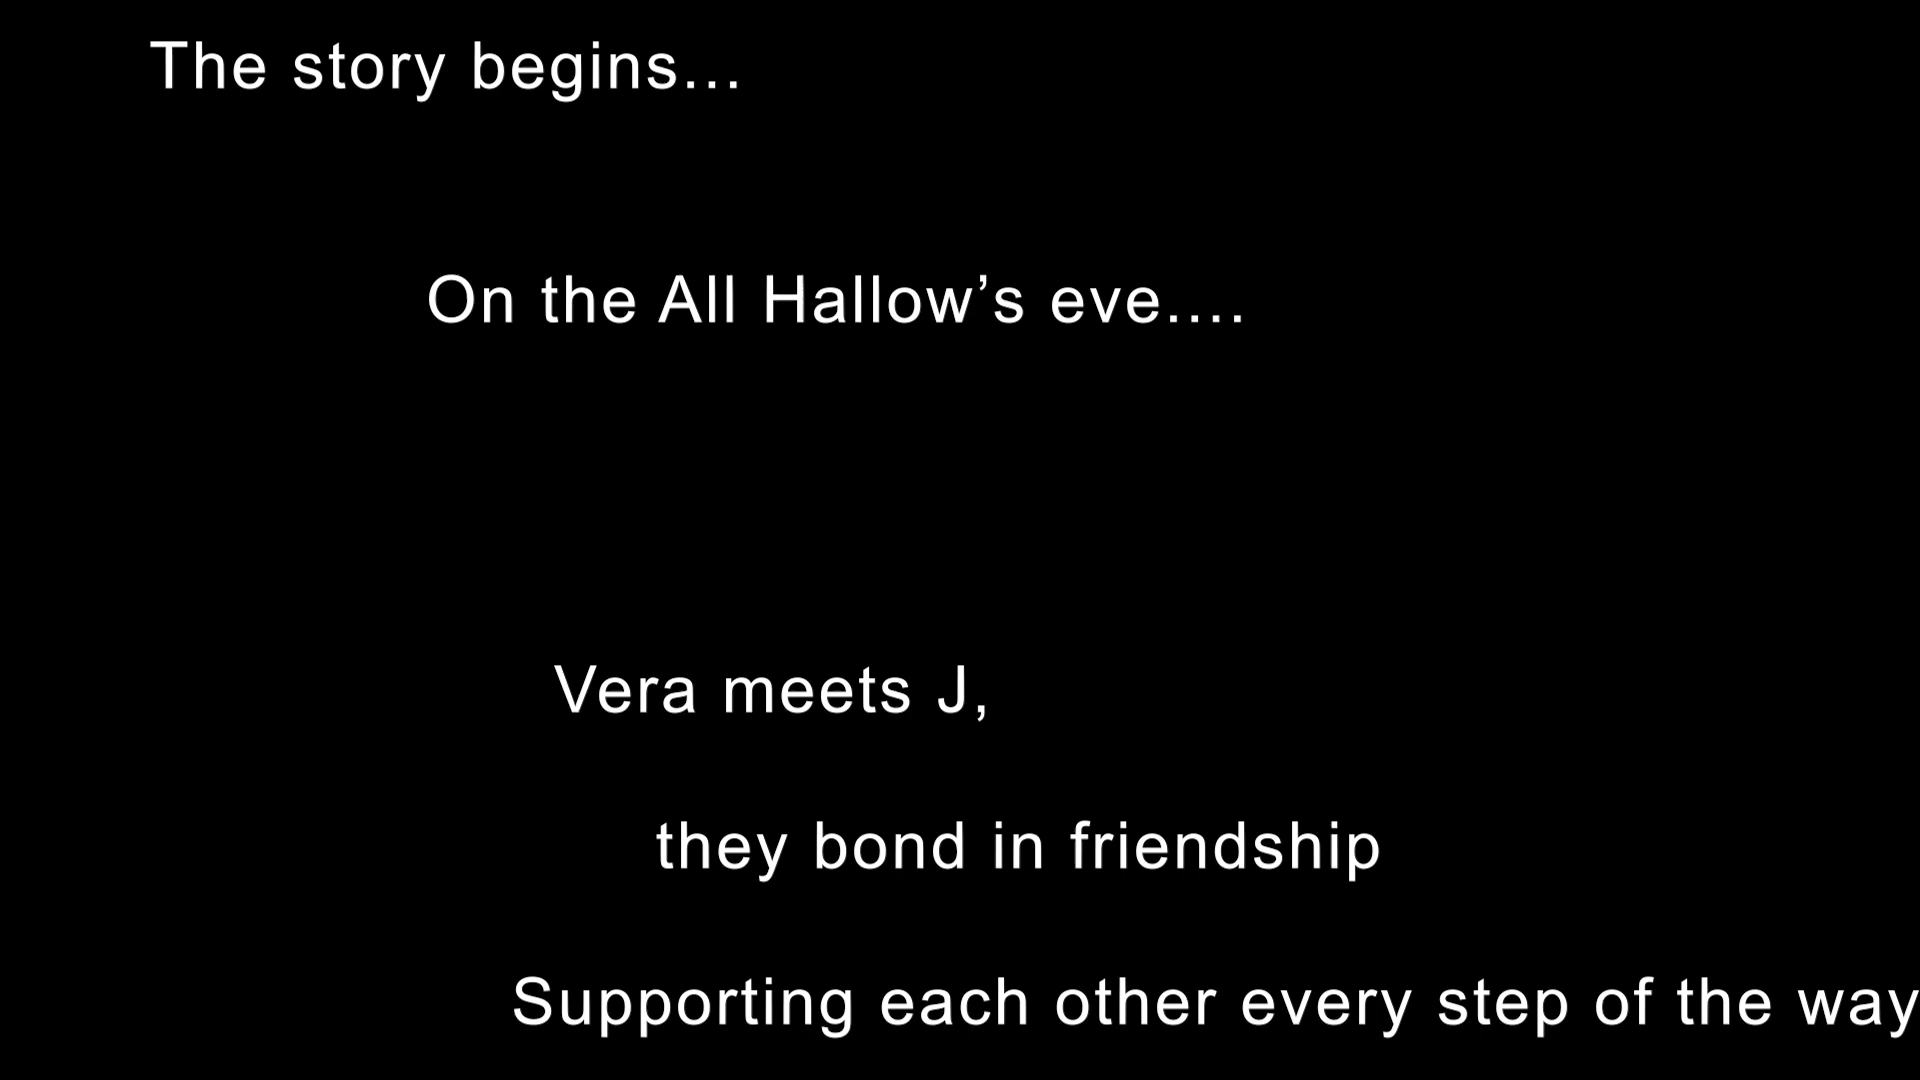 The story begins...
On the All Hallow’s eve....
Vera meets J,
they bond in friendship
Supporting each other every step of the way